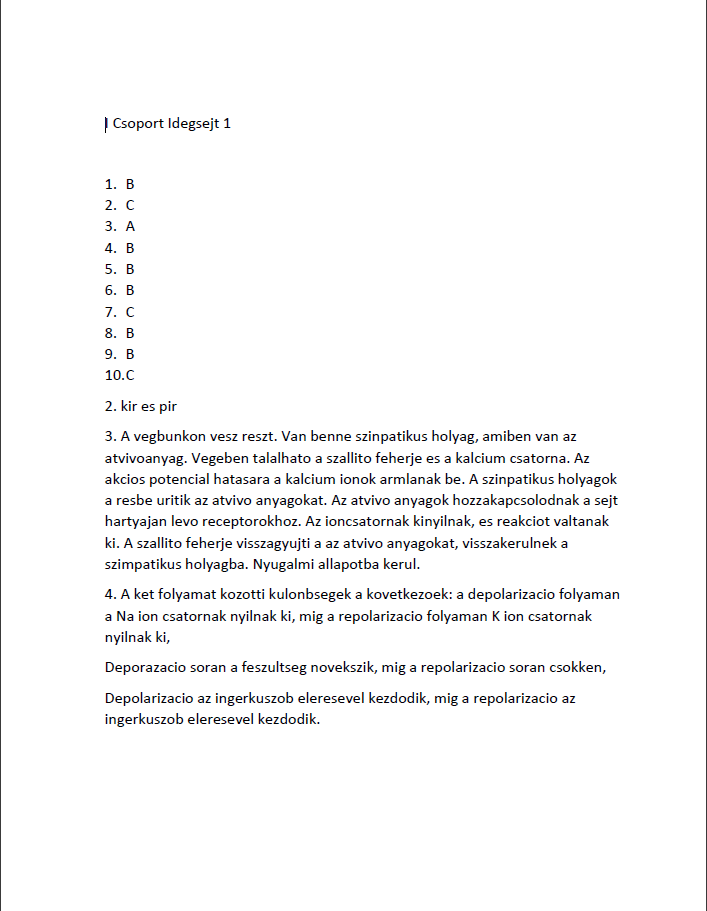 I Csoport Idegsejt 1
1. B
2. C
3. A
4. B
5. B
6. B
7. C
8. B
9. B
10.C
2. kir es pir
3. A vegbunkon vesz reszt. Van benne szinpatikus holyag, amiben van az
atvivoanyag. Vegeben talalhato a szallito feherje es a kalcium csatorna. Az
akcios potencial hatasara a kalcium ionok armlanak be. A szinpatikus holyagok
a resbe uritik az atvivo anyagokat. Az atvivo anyagok hozzakapcsolodnak a sejt
hartyajan levo receptorokhoz. Az ioncsatornak kinyilnak, es reakciot valtanak
ki. A szallito feherje visszagyujti a az atvivo anyagokat, visszakerulnek a
szimpatikus holyagba. Nyugalmi allapotba kerul.
4. A ket folyamat kozotti kulonbsegek a kovetkezoek: a depolarizacio folyaman
a Na ion csatornak nyilnak ki, mig a repolarizacio folyaman K ion csatornak
nyilnak ki,
Deporazacio soran a feszultseg novekszik, mig a repolarizacio soran csokken,
Depolarizacio az ingerkuszob eleresevel kezdodik, mig a repolarizacio az
ingerkuszob eleresevel kezdodik.